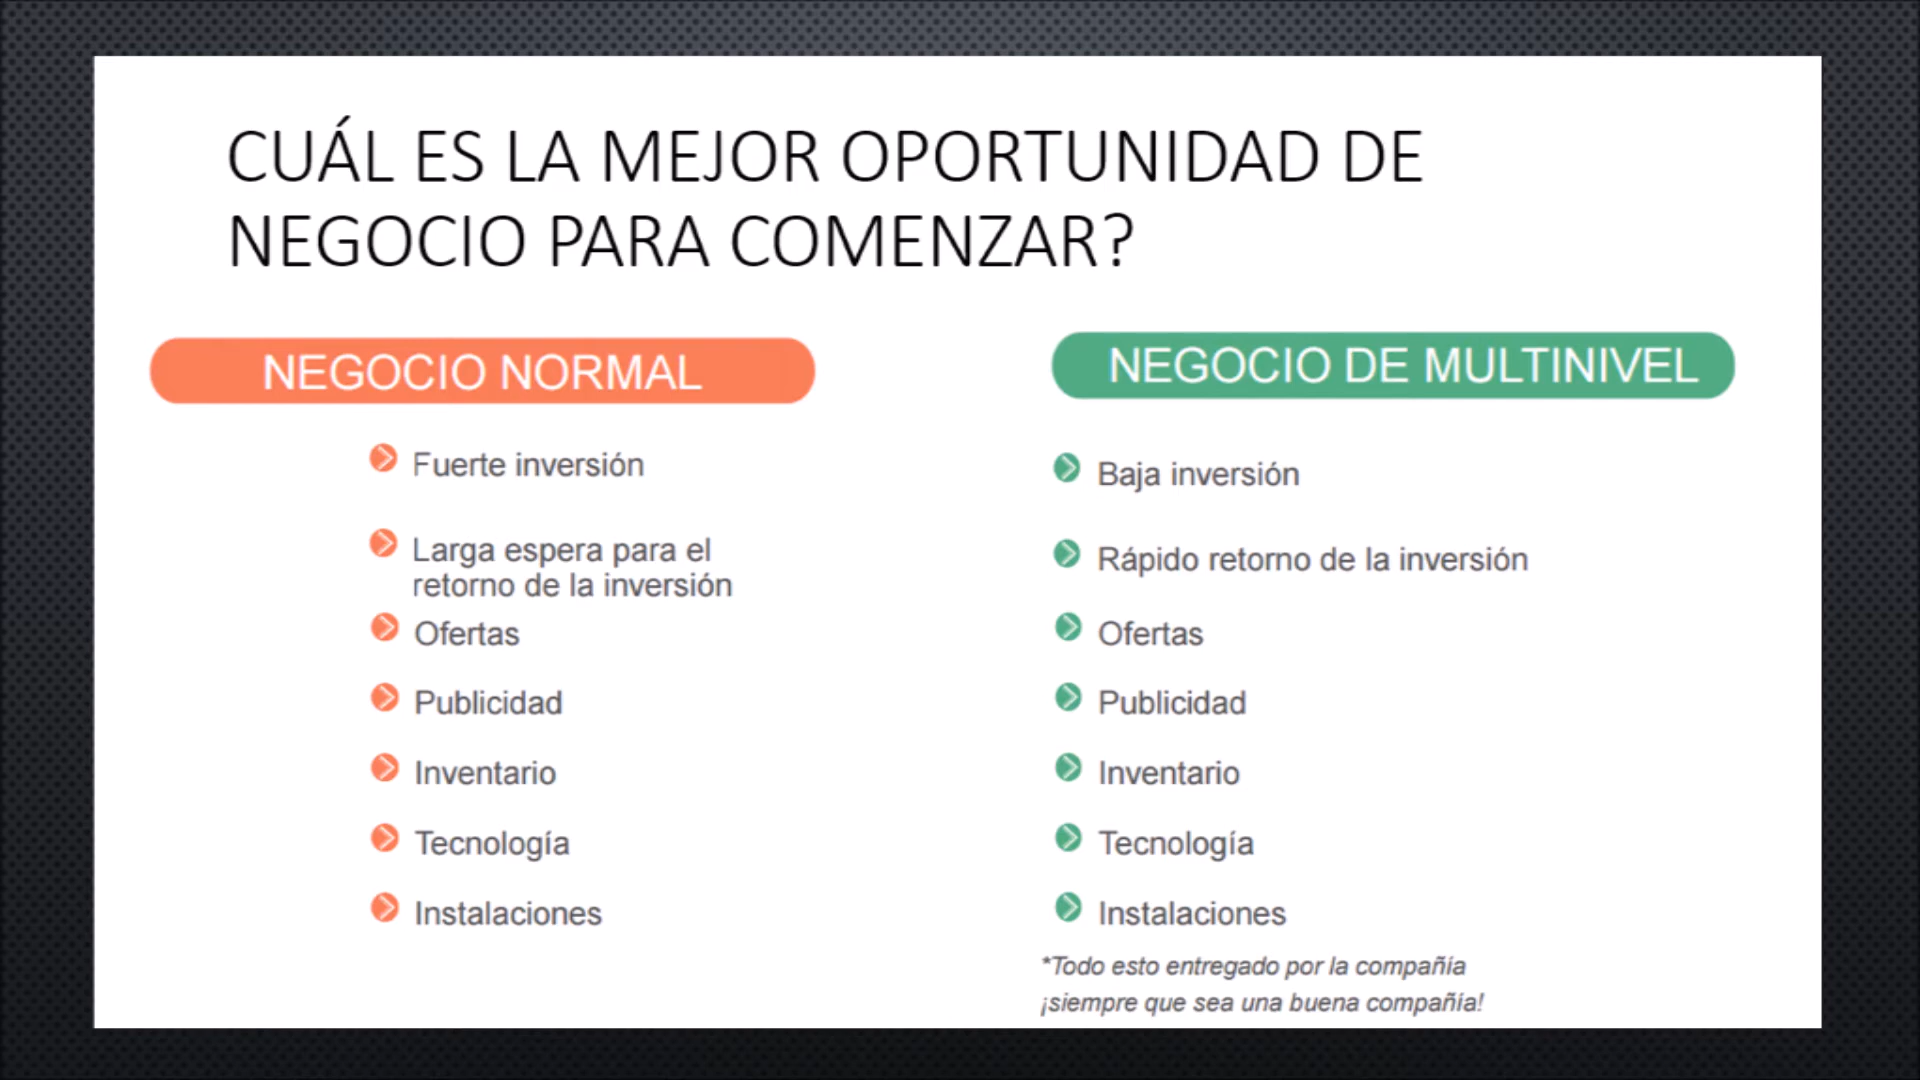 CUÁL ES LA MEJOR OPORTUNIDAD DE
NEGOCIO PARA COMENZAR?
NEGOCIO NORMAL
Fuerte inversión
Larga espera para el
retorno de la inversión
Ofertas
Publicidad
Inventario
Tecnología
Instalaciones
NEGOCIO DE MULTINIVEL
Baja inversión
Rápido retorno de la inversión
Ofertas
Publicidad
Inventario
Tecnología
Instalaciones
*Todo esto entregado por la compañía
¡siempre que sea una buena compañía!